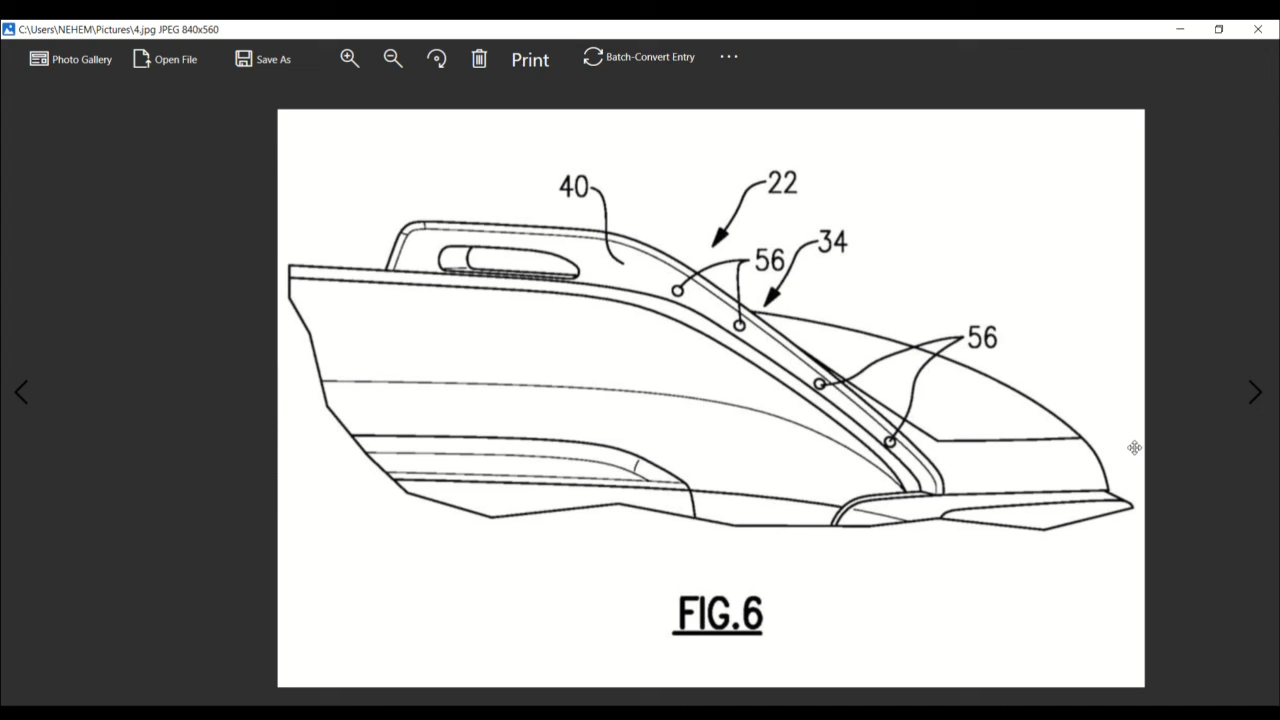 C:\Users\NEHEM\Pictures\4.jpg JPEG 840x560
Photo Gallery Open File Save As Print Batch-Convert Entry
40 22
34
56
56
FIG.6